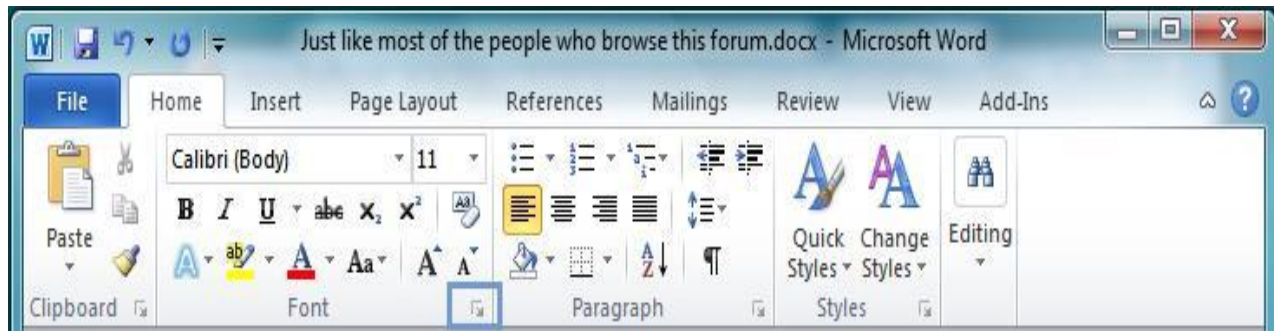 Just like most of the people who browse this forum.docx - Microsoft Word
File Home Insert Page Layout References Mailings Review View Add-Ins
Calibri (Body) 11
B I U abc X₂ X²
Paste
A ab A Aa A A
A Z
Quick Styles
Change Styles
Editing
Clipboard Font Paragraph Styles